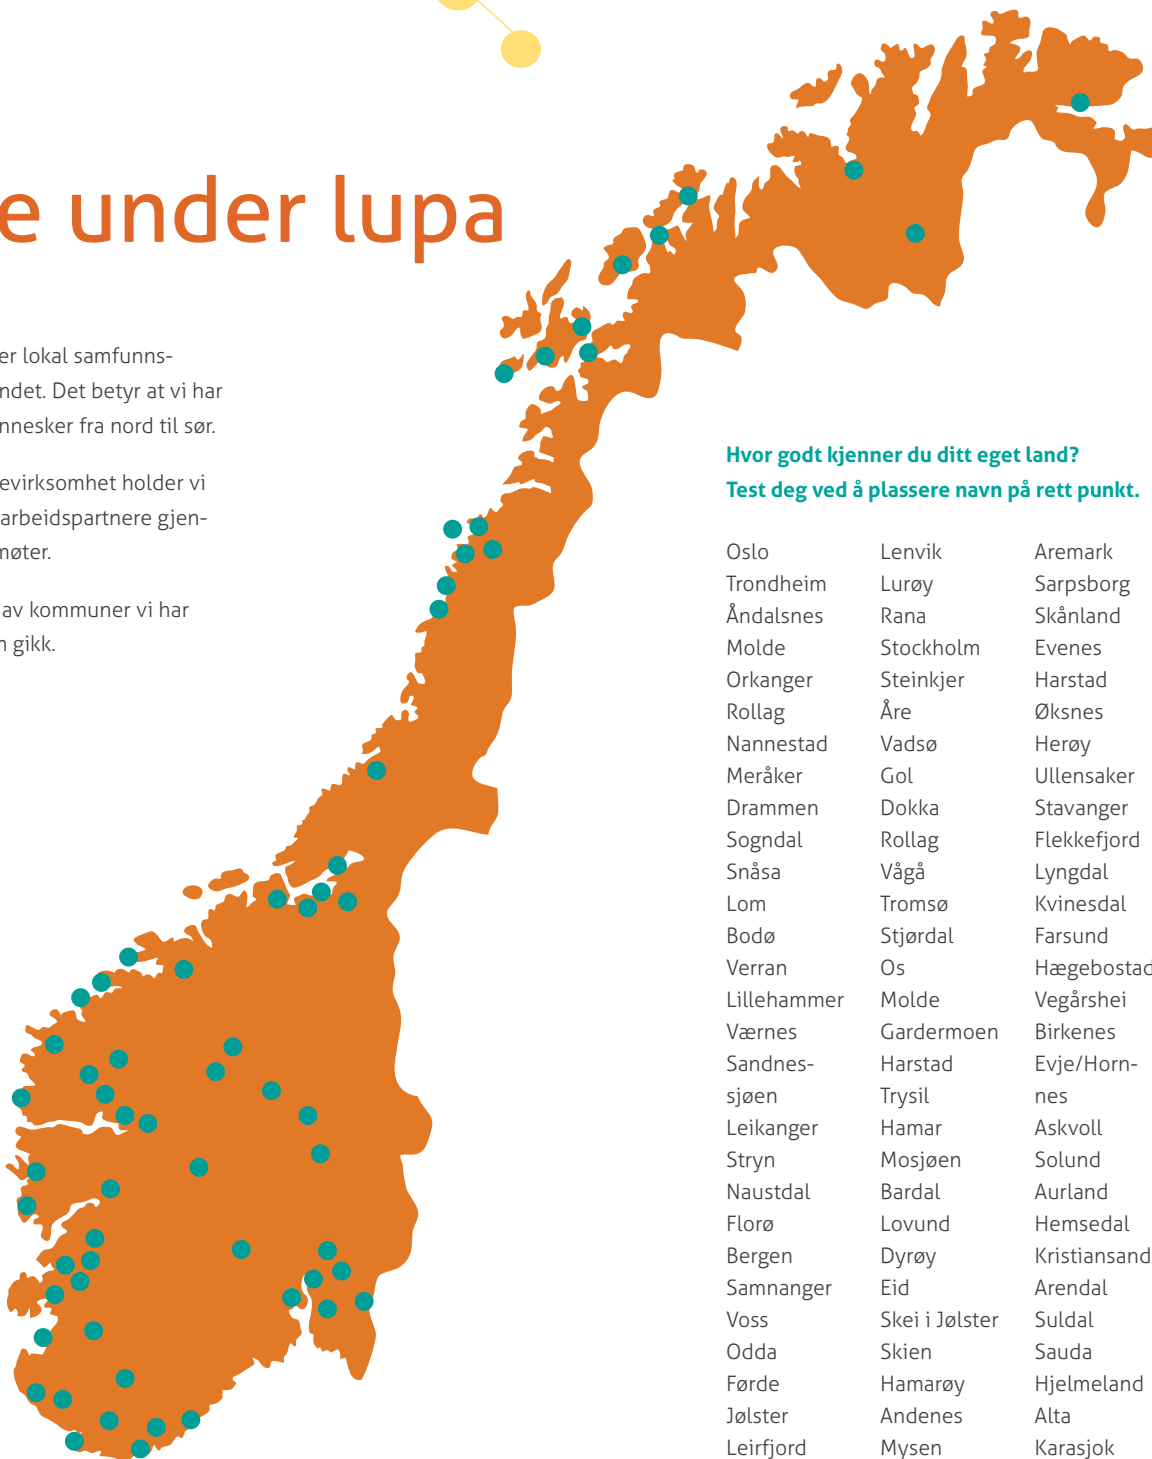 e under lupa
er lokal samfunns-
ndet. Det betyr at vi har
nnesker fra nord til sør.
evirksomhet holder vi
arbeidspartnere gjen-
møter.
av kommuner vi har
n gikk.
Hvor godt kjenner du ditt eget land?
Test deg ved å plassere navn på rett punkt.
Oslo
Trondheim
Åndalsnes
Molde
Orkanger
Rollag
Nannestad
Meråker
Drammen
Sogndal
Snåsa
Lom
Bodø
Verran
Lillehammer
Værnes
Sandnes-
sjøen
Leikanger
Stryn
Naustdal
Florø
Bergen
Samnanger
Voss
Odda
Førde
Jølster
Leirfjord
Lenvik
Lurøy
Rana
Stockholm
Steinkjer
Åre
Vadsø
Gol
Dokka
Rollag
Vågå
Tromsø
Stjørdal
Os
Molde
Gardermoen
Harstad
Trysil
Hamar
Mosjøen
Bardal
Lovund
Dyrøy
Eid
Skei i Jølster
Skien
Hamarøy
Andenes
Mysen
Aremark
Sarpsborg
Skånland
Evenes
Harstad
Øksnes
Herøy
Ullensaker
Stavanger
Flekkefjord
Lyngdal
Kvinesdal
Farsund
Hægebostad
Vegårshei
Birkenes
Evje/Horn-
nes
Askvoll
Solund
Aurland
Hemsedal
Kristiansand
Arendal
Suldal
Sauda
Hjelmeland
Alta
Karasjok